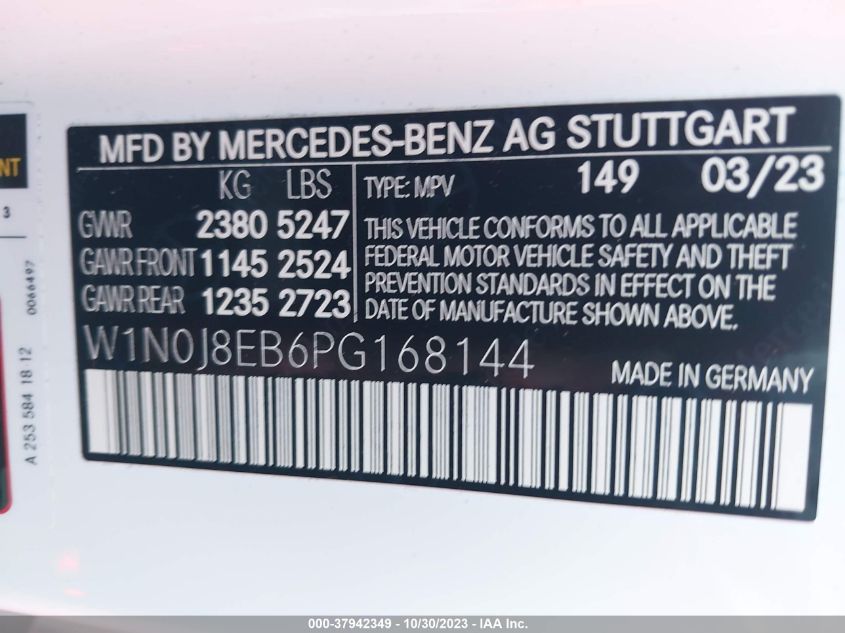 MFD BY MERCEDES-BENZ AG STUTTGART
KG LBS
GVWR 2380 5247
GAWR FRONT 1145 2524
GAWR REAR 1235 2723
TYPE: MPV 149 03/23
THIS VEHICLE CONFORMS TO ALL APPLICABLE
FEDERAL MOTOR VEHICLE SAFETY AND THEFT
PREVENTION STANDARDS IN EFFECT ON THE
DATE OF MANUFACTURE SHOWN ABOVE.
W1N0J8EB6PG168144
MADE IN GERMANY
NT
3
A 253 584 18 12 0066497
000-37942349 - 10/30/2023 - IAA Inc.